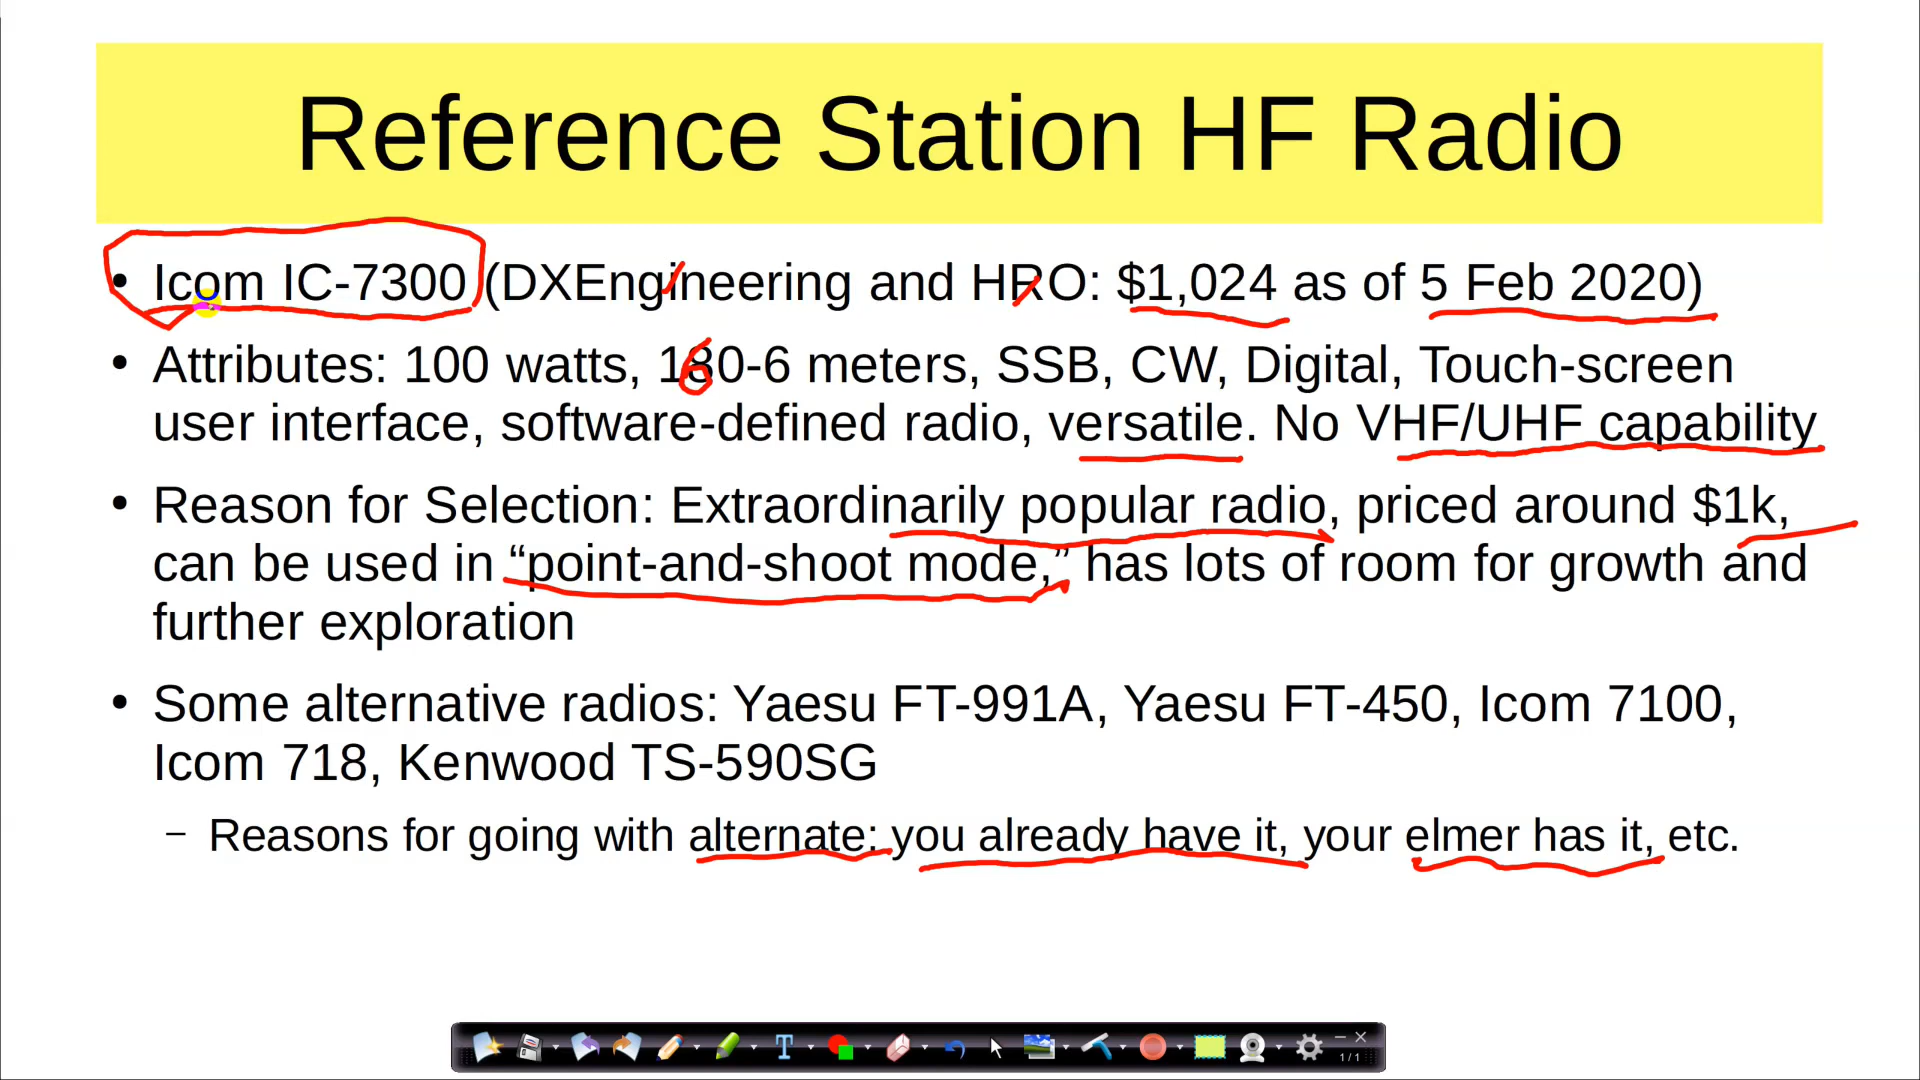 Reference Station HF Radio
• Icom IC-7300 (DXEngineering and HRO: $1,024 as of 5 Feb 2020)
• Attributes: 100 watts, 180-6 meters, SSB, CW, Digital, Touch-screen
6
user interface, software-defined radio, versatile. No VHF/UHF capability
• Reason for Selection: Extraordinarily popular radio, priced around $1k,
can be used in “point-and-shoot mode,” has lots of room for growth and
further exploration
• Some alternative radios: Yaesu FT-991A, Yaesu FT-450, Icom 7100,
Icom 718, Kenwood TS-590SG
– Reasons for going with alternate: you already have it, your elmer has it, etc.
T
1/1